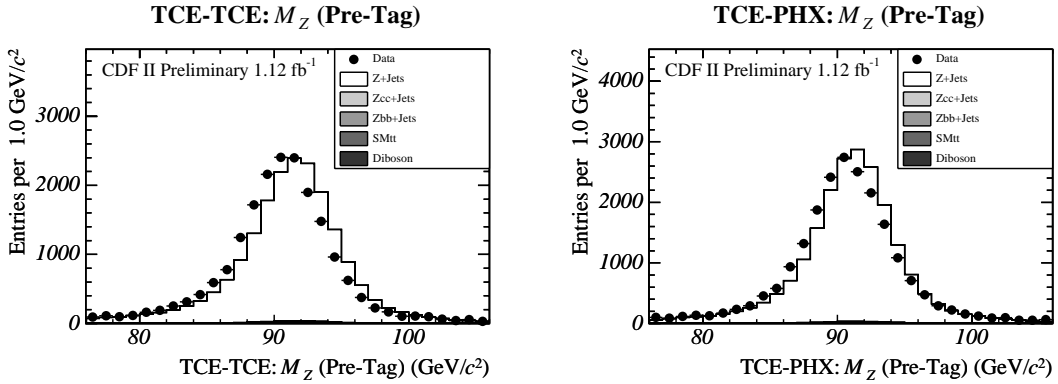 TCE-TCE: M_Z (Pre-Tag)
CDF II Preliminary 1.12 fb⁻¹
Data
Z+Jets
Zcc+Jets
Zbb+Jets
SMtt
Diboson
Entries per 1.0 GeV/c²
3000
2000
1000
0
80 90 100
TCE-TCE: M_Z (Pre-Tag) (GeV/c²)
TCE-PHX: M_Z (Pre-Tag)
CDF II Preliminary 1.12 fb⁻¹
Data
Z+Jets
Zcc+Jets
Zbb+Jets
SMtt
Diboson
Entries per 1.0 GeV/c²
4000
3000
2000
1000
0
80 90 100
TCE-PHX: M_Z (Pre-Tag) (GeV/c²)